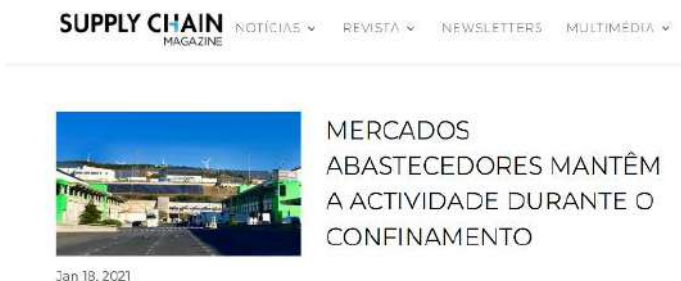 SUPPLY CHAIN
MAGAZINE
NOTÍCIAS REVISTA NEWSLETTERS MULTIMÉDIA
MERCADOS
ABASTECEDORES MANTÊM
A ACTIVIDADE DURANTE O
CONFINAMENTO
Jan 18, 2021